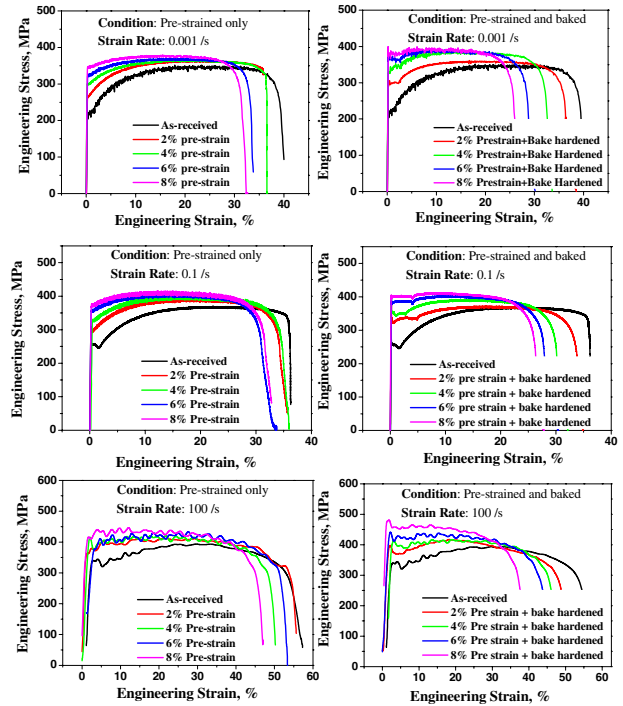 Condition: Pre-strained only
Strain Rate: 0.001 /s
Engineering Stress, MPa
500
400
300
200
100
0
As-received
2% pre-strain
4% pre-strain
6% pre-strain
8% pre-strain
0 10 20 30 40
Engineering Strain, %
Condition: Pre-strained and baked
Strain Rate: 0.001 /s
Engineering Stress, MPa
500
400
300
200
100
0
As-received
2% Prestrain+Bake hardened
4% Prestrain+Bake Hardened
6% Prestrain+Bake Hardened
8% Prestrain+Bake Hardened
0 10 20 30 40
Engineering Strain, %
Condition: Pre-strained only
Strain Rate: 0.1 /s
Engineering Stress, MPa
500
400
300
200
100
0
As-received
2% Pre-strain
4% Pre-strain
6% Pre-strain
8% Pre-strain
0 10 20 30 40
Engineering Strain, %
Condition: Pre-strained and baked
Strain Rate: 0.1 /s
Engineering Stress, MPa
500
400
300
200
100
0
As-received
2% pre strain + bake hardened
4% pre strain + bake hardened
6% pre strain + bake hardened
8% pre strain + bake hardened
0 10 20 30 40
Engineering Strain, %
Condition: Pre-strained only
Strain Rate: 100 /s
Engineering Stress, MPa
600
500
400
300
200
100
0
As-received
2% Pre-strain
4% Pre-strain
6% Pre-strain
8% Pre-strain
0 10 20 30 40 50 60
Engineering Strain, %
Condition: Pre-strained and baked
Strain Rate: 100 /s
Engineering Stress, MPa
600
500
400
300
200
100
0
As-received
2% Pre strain + bake hardened
4% Pre strain + bake hardened
6% Pre strain + bake hardened
8% Pre strain + bake hardened
0 10 20 30 40 50 60
Engineering Strain, %